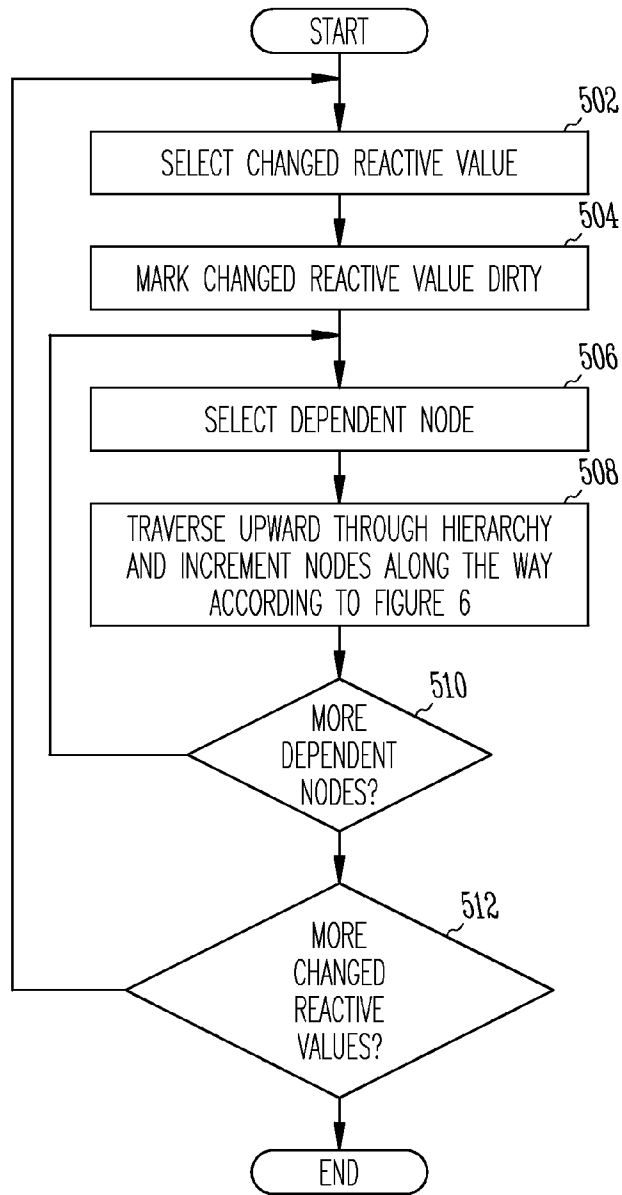 START
502
SELECT CHANGED REACTIVE VALUE
504
MARK CHANGED REACTIVE VALUE DIRTY
506
SELECT DEPENDENT NODE
508
TRAVERSE UPWARD THROUGH HIERARCHY
AND INCREMENT NODES ALONG THE WAY
ACCORDING TO FIGURE 6
510
MORE
DEPENDENT
NODES?
512
MORE
CHANGED
REACTIVE
VALUES?
END